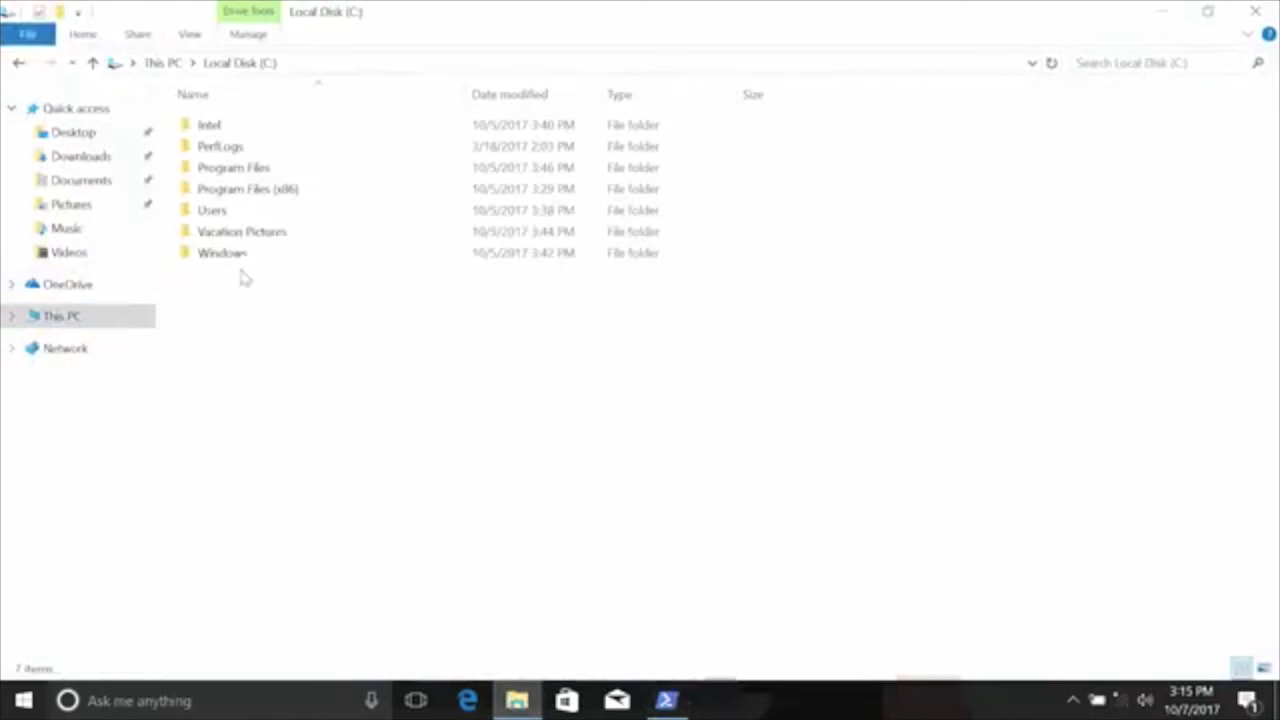 Drive Tools Local Disk (C:)
File Home Share View Manage
This PC Local Disk (C:) Search Local Disk (C:)
Name Date modified Type Size
Quick access
Desktop
Downloads
Documents
Pictures
Music
Videos
OneDrive
This PC
Network
Intel 10/5/2017 3:40 PM File folder
PerfLogs 3/18/2017 2:03 PM File folder
Program Files 10/5/2017 3:46 PM File folder
Program Files (x86) 10/5/2017 3:29 PM File folder
Users 10/5/2017 3:38 PM File folder
Vacation Pictures 10/5/2017 3:44 PM File folder
Windows 10/5/2017 3:42 PM File folder
7 items
Ask me anything 3:15 PM
10/7/2017 1